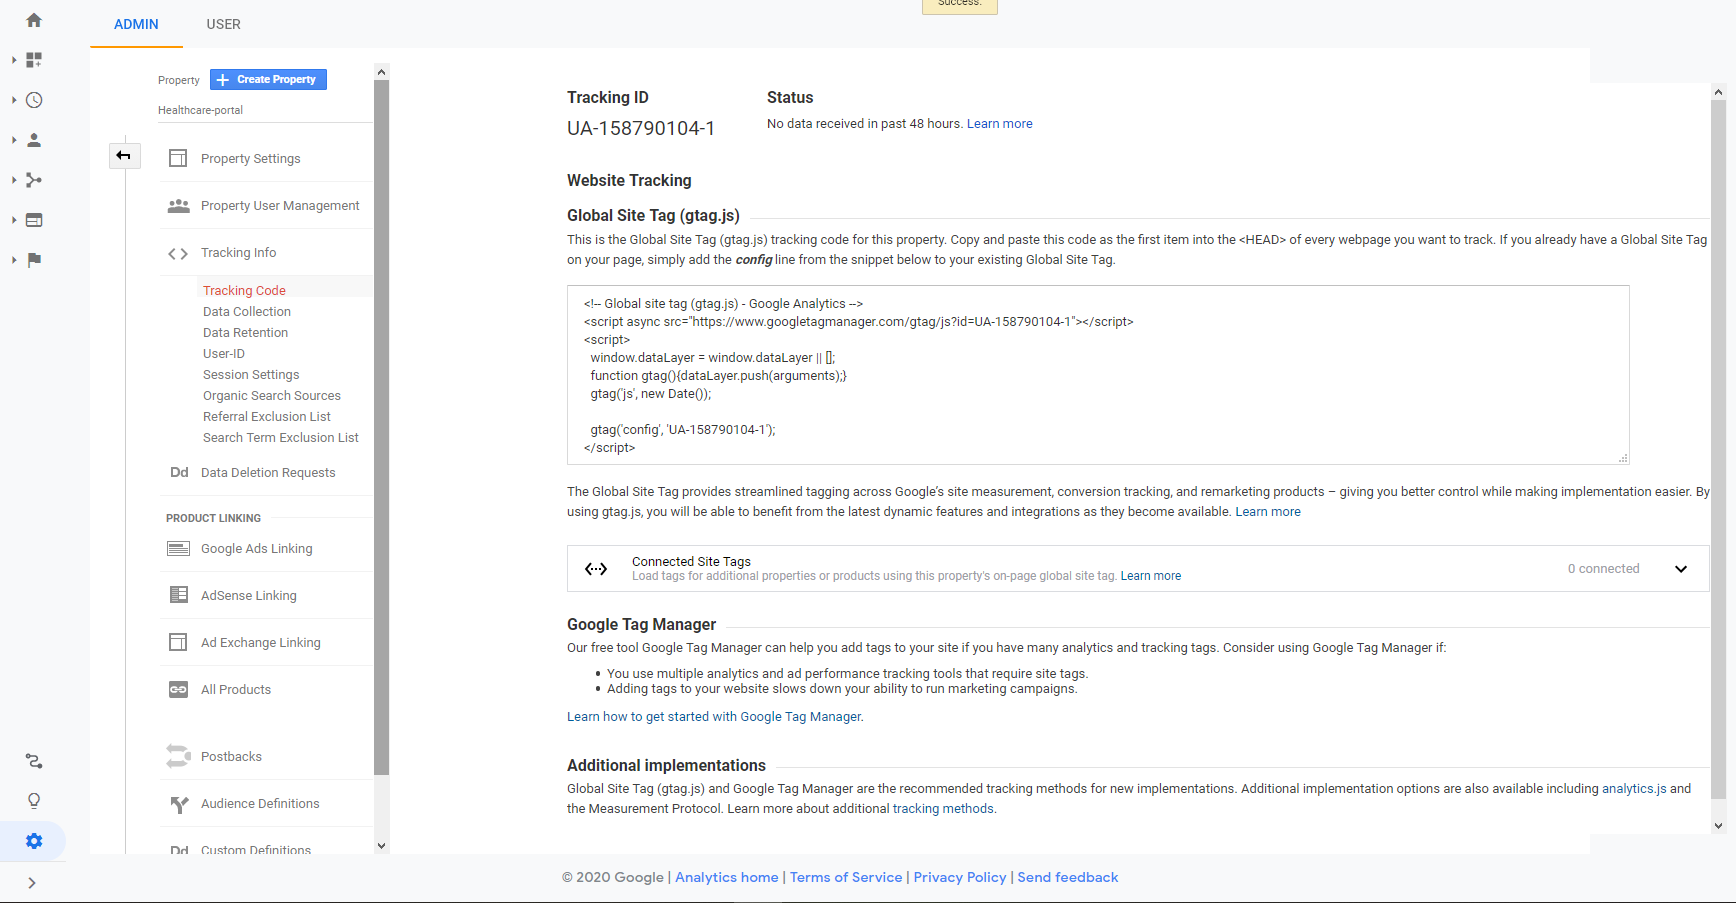 Success.
ADMIN
USER
Property
Create Property
Healthcare-portal
Property Settings
Property User Management
Tracking Info
Tracking Code
Data Collection
Data Retention
User-ID
Session Settings
Organic Search Sources
Referral Exclusion List
Search Term Exclusion List
Dd Data Deletion Requests
PRODUCT LINKING
Google Ads Linking
AdSense Linking
Ad Exchange Linking
All Products
Postbacks
Audience Definitions
Dd Custom Definitions
Tracking ID
UA-158790104-1
Status
No data received in past 48 hours. Learn more
Website Tracking
Global Site Tag (gtag.js)
This is the Global Site Tag (gtag.js) tracking code for this property. Copy and paste this code as the first item into the <HEAD> of every webpage you want to track. If you already have a Global Site Tag
on your page, simply add the config line from the snippet below to your existing Global Site Tag.
<!-- Global site tag (gtag.js) - Google Analytics -->
<script async src="https://www.googletagmanager.com/gtag/js?id=UA-158790104-1"></script>
<script>
window.dataLayer = window.dataLayer || [];
function gtag(){dataLayer.push(arguments);}
gtag('js', new Date());
gtag('config', 'UA-158790104-1');
</script>
The Global Site Tag provides streamlined tagging across Google's site measurement, conversion tracking, and remarketing products – giving you better control while making implementation easier. By
using gtag.js, you will be able to benefit from the latest dynamic features and integrations as they become available. Learn more
Connected Site Tags
Load tags for additional properties or products using this property's on-page global site tag. Learn more
0 connected
Google Tag Manager
Our free tool Google Tag Manager can help you add tags to your site if you have many analytics and tracking tags. Consider using Google Tag Manager if:
• You use multiple analytics and ad performance tracking tools that require site tags.
• Adding tags to your website slows down your ability to run marketing campaigns.
Learn how to get started with Google Tag Manager.
Additional implementations
Global Site Tag (gtag.js) and Google Tag Manager are the recommended tracking methods for new implementations. Additional implementation options are also available including analytics.js and
the Measurement Protocol. Learn more about additional tracking methods.
© 2020 Google | Analytics home | Terms of Service | Privacy Policy | Send feedback